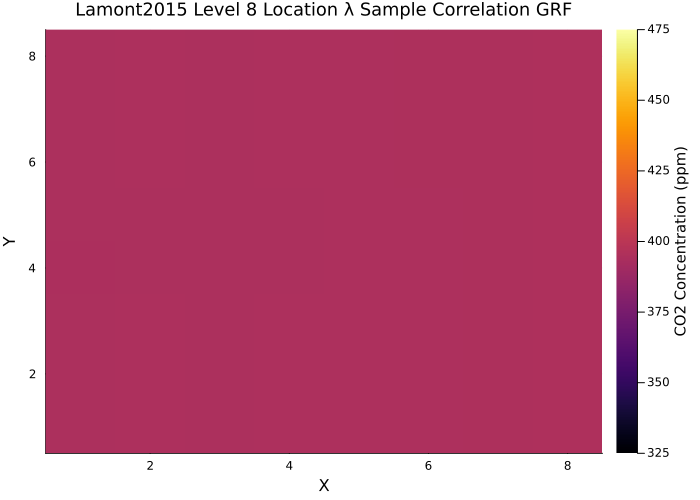 Lamont2015 Level 8 Location λ Sample Correlation GRF
8
6
4
2
Y
2 4 6 8
X
475
450
425
400
375
350
325
CO2 Concentration (ppm)